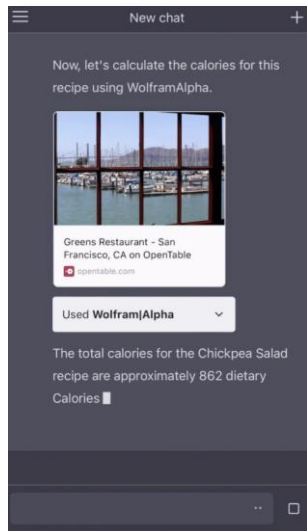 New chat
Now, let's calculate the calories for this
recipe using WolframAlpha.
Greens Restaurant - San
Francisco, CA on OpenTable
opentable.com
Used Wolfram|Alpha
The total calories for the Chickpea Salad
recipe are approximately 862 dietary
Calories